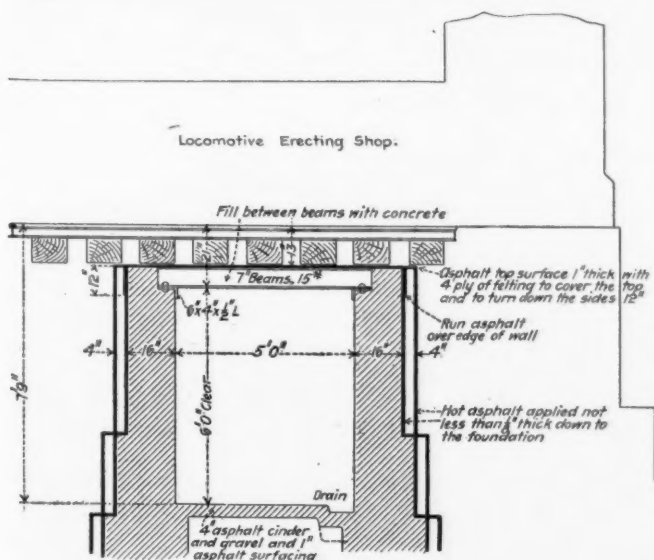 Locomotive Erecting Shop.
Fill between beams with concrete
7" Beams, 15#
6" x 4" x ½" L
12"
13"
Asphalt top surface 1" thick with
4 ply of felting to cover the top
and to turn down the sides 12"
Run asphalt
over edge of wall
4"
16"
5' 0"
16"
4"
7' 9"
6' 0" Clear
Hot asphalt applied not
less than ⅛" thick down to
the foundation
Drain
4" asphalt cinder
and gravel and 1"
asphalt surfacing